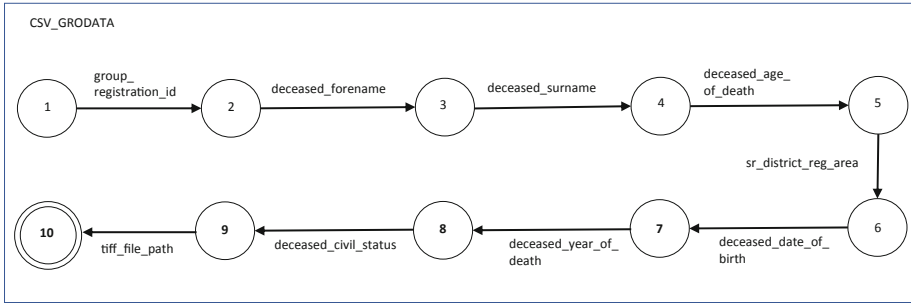 CSV_GRODATA
1
group_
registration_id
2
deceased_forename
3
deceased_surname
4
deceased_age_
of_death
5
sr_district_reg_area
6
deceased_date_of_
birth
7
deceased_year_of_
death
8
deceased_civil_status
9
tiff_file_path
10